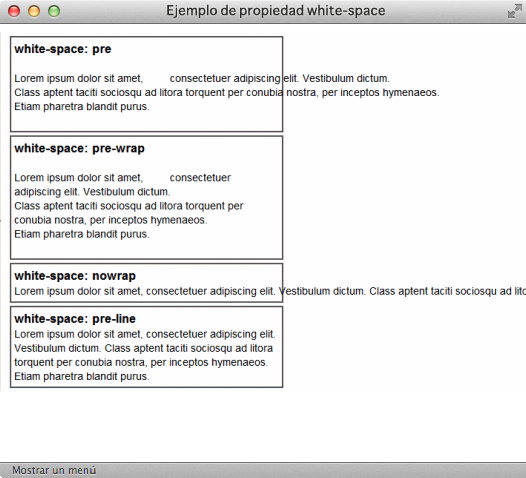 Ejemplo de propiedad white-space
white-space: pre
Lorem ipsum dolor sit amet,        consectetuer adipiscing elit. Vestibulum dictum.
Class aptent taciti sociosqu ad litora torquent per conubia nostra, per inceptos hymenaeos.
Etiam pharetra blandit purus.
white-space: pre-wrap
Lorem ipsum dolor sit amet,        consectetuer
adipiscing elit. Vestibulum dictum.
Class aptent taciti sociosqu ad litora torquent per
conubia nostra, per inceptos hymenaeos.
Etiam pharetra blandit purus.
white-space: nowrap
Lorem ipsum dolor sit amet, consectetuer adipiscing elit. Vestibulum dictum. Class aptent taciti sociosqu ad lito
white-space: pre-line
Lorem ipsum dolor sit amet, consectetuer adipiscing elit.
Vestibulum dictum. Class aptent taciti sociosqu ad litora
torquent per conubia nostra, per inceptos hymenaeos.
Etiam pharetra blandit purus.
Mostrar un menú